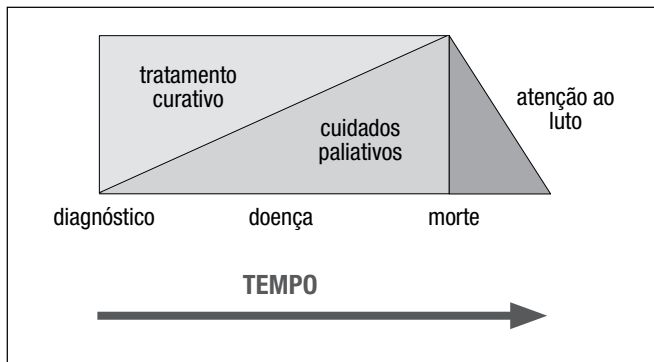 tratamento
curativo
cuidados
paliativos
atenção ao
luto
diagnóstico
doença
morte
TEMPO